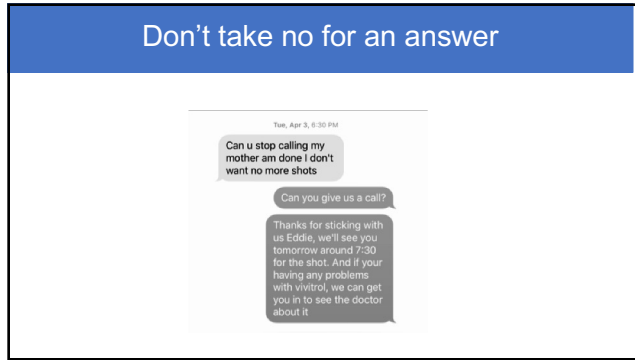 Don't take no for an answer
Tue, Apr 3, 6:30 PM
Can u stop calling my
mother am done I don't
want no more shots
Can you give us a call?
Thanks for sticking with
us Eddie, we'll see you
tomorrow around 7:30
for the shot. And if your
having any problems
with vivitrol, we can get
you in to see the doctor
about it